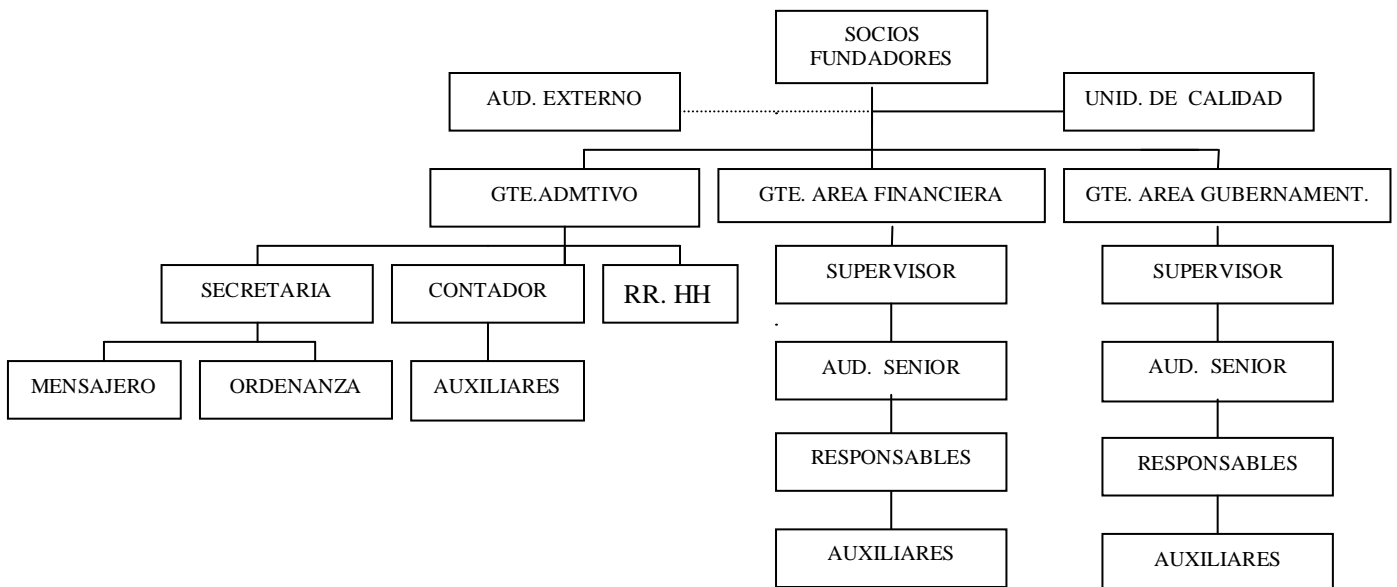 SOCIOS
FUNDADORES
AUD. EXTERNO
UNID. DE CALIDAD
GTE.ADMTIVO
GTE. AREA FINANCIERA
GTE. AREA GUBERNAMENT.
SECRETARIA
CONTADOR
RR. HH
SUPERVISOR
SUPERVISOR
MENSAJERO
ORDENANZA
AUXILIARES
AUD. SENIOR
AUD. SENIOR
RESPONSABLES
RESPONSABLES
AUXILIARES
AUXILIARES